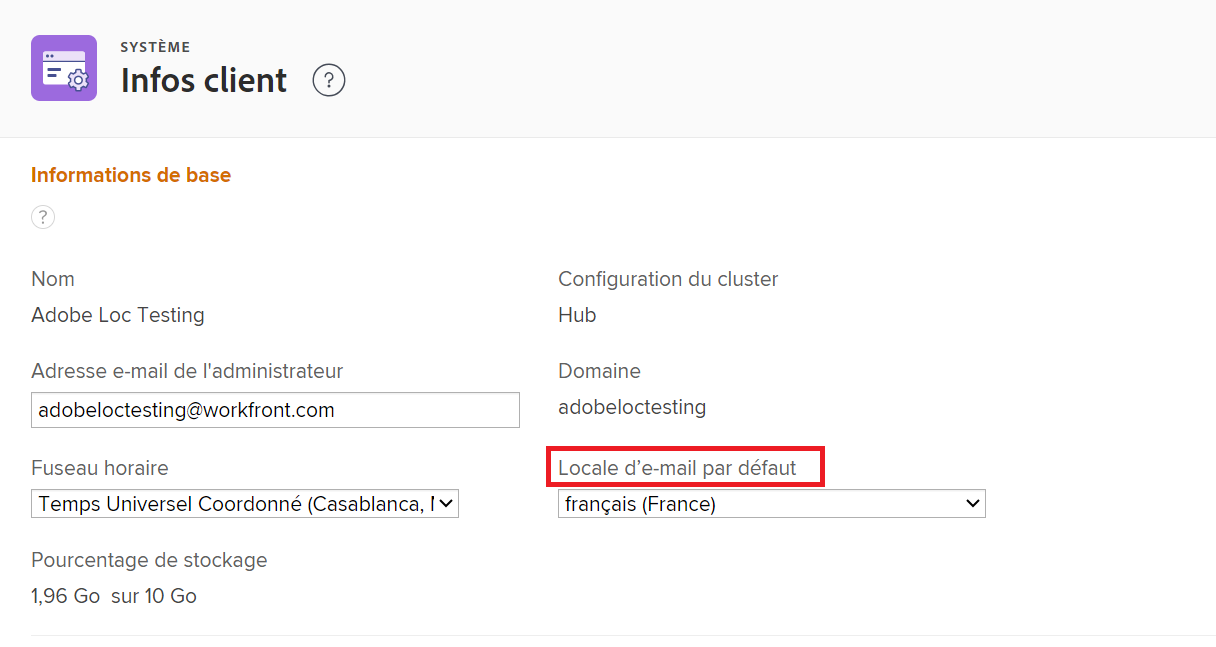 SYSTÈME
Infos client
?
Informations de base
?
Nom
Configuration du cluster
Adobe Loc Testing
Hub
Adresse e-mail de l'administrateur
Domaine
adobeloctesting@workfront.com
adobeloctesting
Fuseau horaire
Locale d’e-mail par défaut
Temps Universel Coordonné (Casablanca,
français (France)
Pourcentage de stockage
1,96 Go sur 10 Go